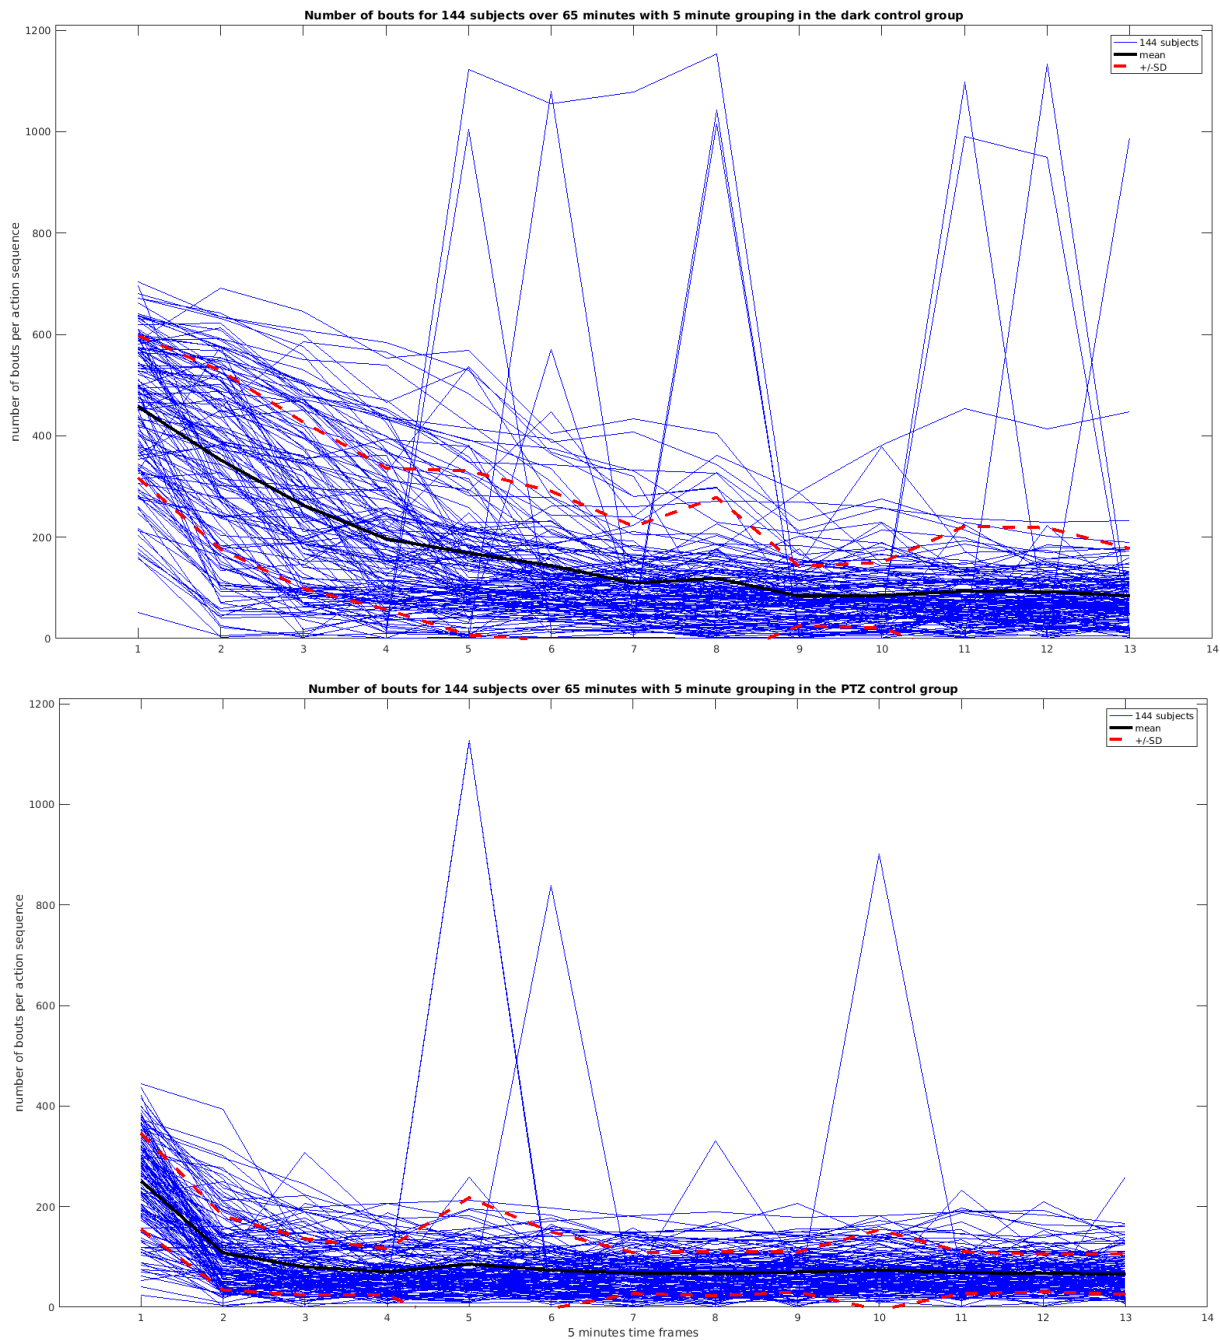 Number of bouts for 144 subjects over 65 minutes with 5 minute grouping in the dark control group
1200
1000
800
600
400
200
0
number of bouts per action sequence
144 subjects
mean
+/-SD
1 2 3 4 5 6 7 8 9 10 11 12 13 14
Number of bouts for 144 subjects over 65 minutes with 5 minute grouping in the PTZ control group
1200
1000
800
600
400
200
0
number of bouts per action sequence
144 subjects
mean
+/-SD
1 2 3 4 5 6 7 8 9 10 11 12 13 14
5 minutes time frames